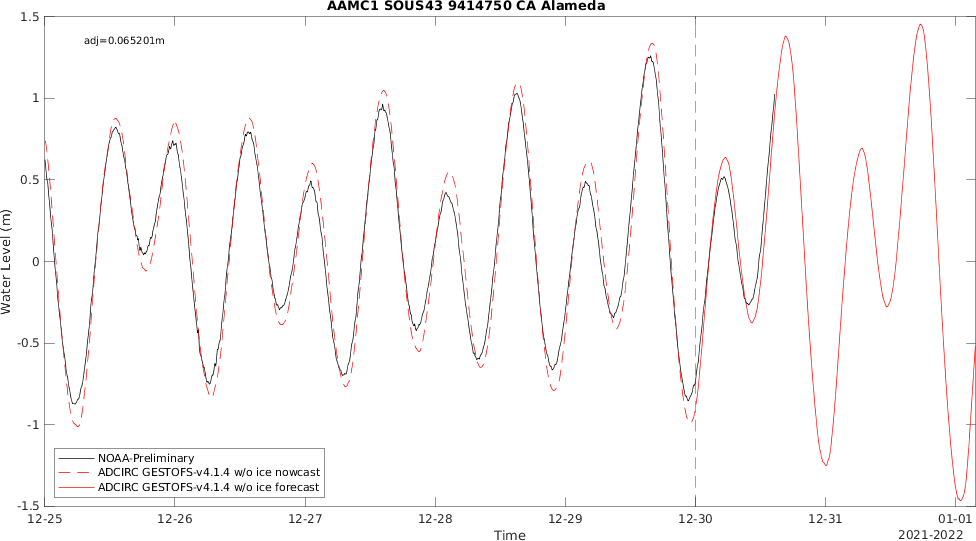 AAMC1 SOUS43 9414750 CA Alameda
adj=0.065201m
1.5
1
0.5
0
-0.5
-1
-1.5
Water Level (m)
NOAA-Preliminary
ADCIRC GESTOFS-v4.1.4 w/o ice nowcast
ADCIRC GESTOFS-v4.1.4 w/o ice forecast
12-25 12-26 12-27 12-28 12-29 12-30 12-31 01-01
Time
2021-2022